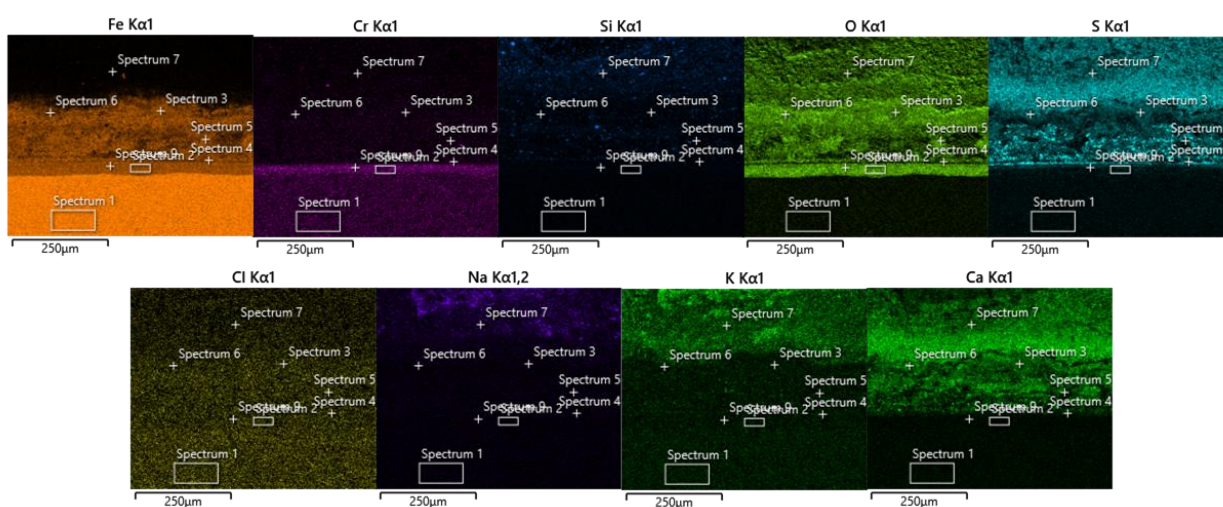 Fe Kα1
Spectrum 7
Spectrum 6
Spectrum 3
Spectrum 5
Spectrum 4
Spectrum 9
Spectrum 2
Spectrum 1
250µm
Cr Kα1
Spectrum 7
Spectrum 6
Spectrum 3
Spectrum 5
Spectrum 4
Spectrum 9
Spectrum 2
Spectrum 1
250µm
Si Kα1
Spectrum 7
Spectrum 6
Spectrum 3
Spectrum 5
Spectrum 4
Spectrum 9
Spectrum 2
Spectrum 1
250µm
O Kα1
Spectrum 7
Spectrum 6
Spectrum 3
Spectrum 5
Spectrum 4
Spectrum 9
Spectrum 2
Spectrum 1
250µm
S Kα1
Spectrum 7
Spectrum 6
Spectrum 3
Spectrum
Spectrum 4
Spectrum 9
Spectrum 2
Spectrum 1
250µm
Cl Kα1
Spectrum 7
Spectrum 6
Spectrum 3
Spectrum 5
Spectrum 4
Spectrum 9
Spectrum 2
Spectrum 1
250µm
Na Kα1,2
Spectrum 7
Spectrum 6
Spectrum 3
Spectrum 5
Spectrum 4
Spectrum 9
Spectrum 2
Spectrum 1
250µm
K Kα1
Spectrum 7
Spectrum 6
Spectrum 3
Spectrum 5
Spectrum 4
Spectrum 9
Spectrum 2
Spectrum 1
250µm
Ca Kα1
Spectrum 7
Spectrum 6
Spectrum 3
Spectrum 5
Spectrum 4
Spectrum 9
Spectrum 2
Spectrum 1
250µm